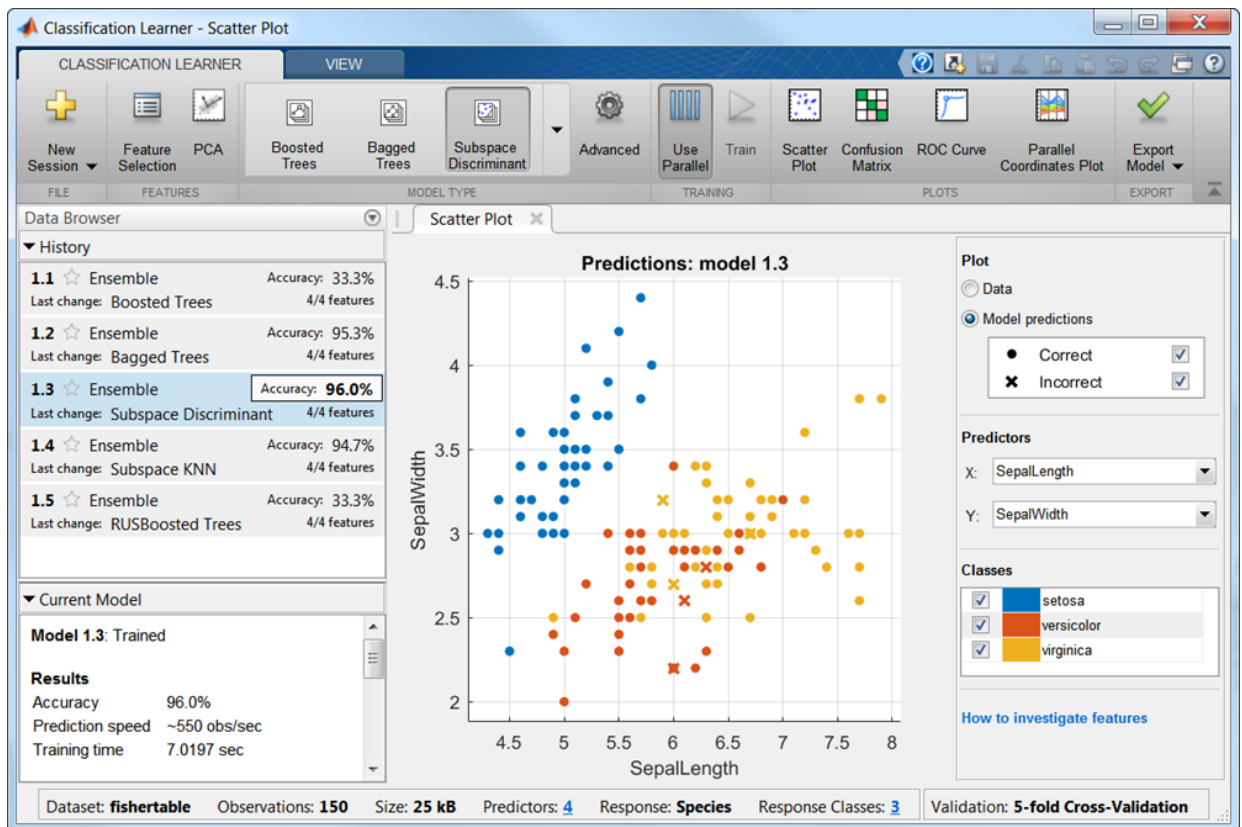 Classification Learner - Scatter Plot
CLASSIFICATION LEARNER VIEW
New Session
Feature Selection
PCA
Boosted Trees
Bagged Trees
Subspace Discriminant
Advanced
Use Parallel
Train
Scatter Plot
Confusion Matrix
ROC Curve
Parallel Coordinates Plot
Export Model
FILE FEATURES MODEL TYPE TRAINING PLOTS EXPORT
Data Browser
History
1.1 Ensemble Accuracy: 33.3%
Last change: Boosted Trees 4/4 features
1.2 Ensemble Accuracy: 95.3%
Last change: Bagged Trees 4/4 features
1.3 Ensemble Accuracy: 96.0%
Last change: Subspace Discriminant 4/4 features
1.4 Ensemble Accuracy: 94.7%
Last change: Subspace KNN 4/4 features
1.5 Ensemble Accuracy: 33.3%
Last change: RUSBoosted Trees 4/4 features
Current Model
Model 1.3: Trained
Results
Accuracy 96.0%
Prediction speed ~550 obs/sec
Training time 7.0197 sec
Scatter Plot
Predictions: model 1.3
4.5
4
3.5
3
2.5
2
SepalWidth
4.5 5 5.5 6 6.5 7 7.5 8
SepalLength
Plot
Data
Model predictions
Correct
Incorrect
Predictors
X: SepalLength
Y: SepalWidth
Classes
setosa
versicolor
virginica
How to investigate features
Dataset: fishertable Observations: 150 Size: 25 kB Predictors: 4 Response: Species Response Classes: 3 Validation: 5-fold Cross-Validation